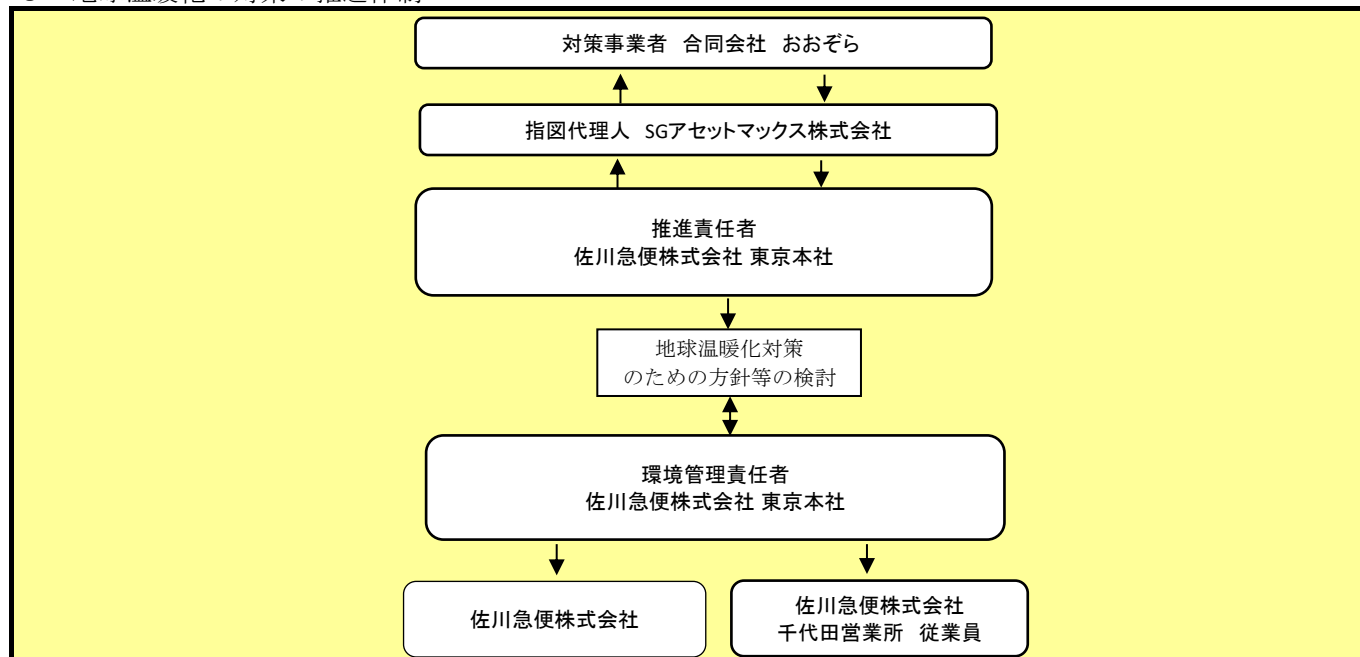 対策事業者 合同会社 おおぞら
指図代理人 SGアセットマックス株式会社
推進責任者
佐川急便株式会社 東京本社
地球温暖化対策
のための方針等の検討
環境管理責任者
佐川急便株式会社 東京本社
佐川急便株式会社
佐川急便株式会社
千代田営業所 従業員